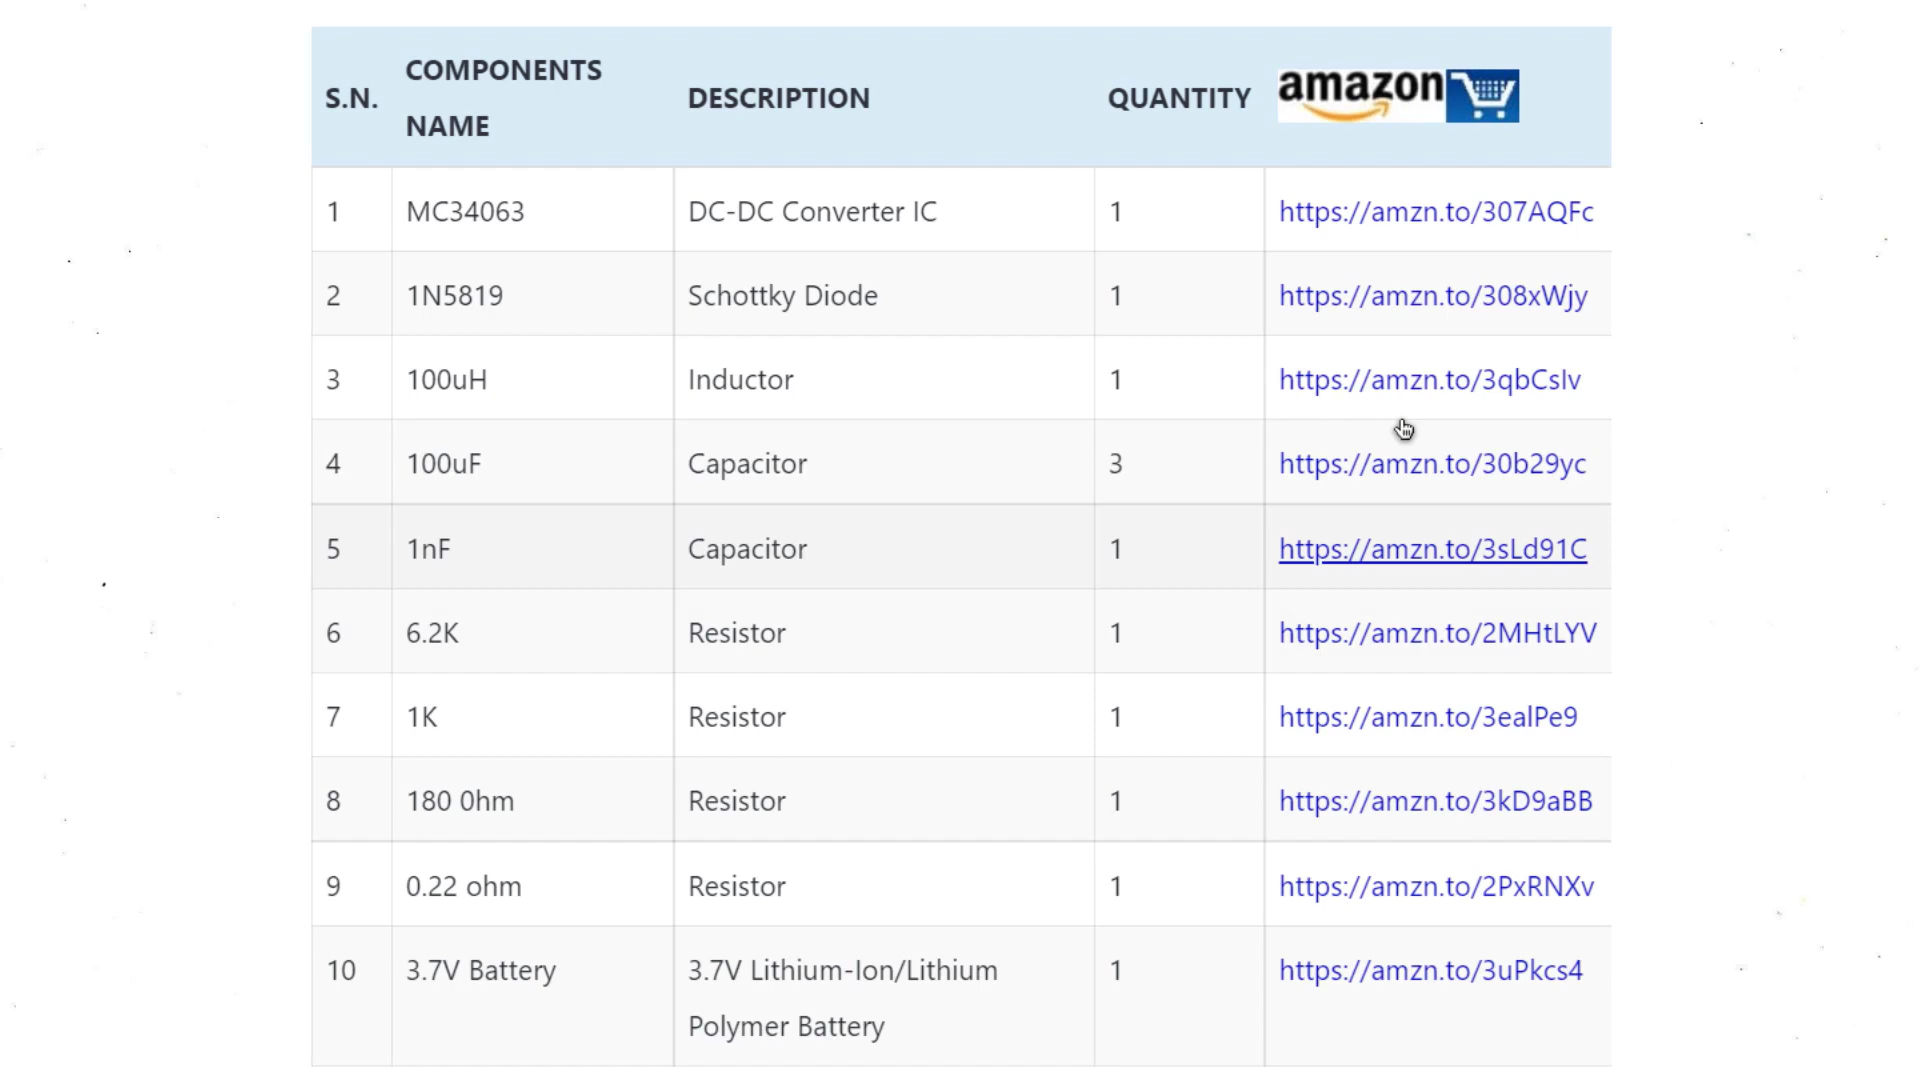 S.N. COMPONENTS NAME DESCRIPTION QUANTITY amazon
1 MC34063 DC-DC Converter IC 1 https://amzn.to/307AQFc
2 1N5819 Schottky Diode 1 https://amzn.to/308xWjy
3 100uH Inductor 1 https://amzn.to/3qbCsIv
4 100uF Capacitor 3 https://amzn.to/30b29yc
5 1nF Capacitor 1 https://amzn.to/3sLd91C
6 6.2K Resistor 1 https://amzn.to/2MHtLYV
7 1K Resistor 1 https://amzn.to/3ealPe9
8 180 0hm Resistor 1 https://amzn.to/3kD9aBB
9 0.22 ohm Resistor 1 https://amzn.to/2PxRNXv
10 3.7V Battery 3.7V Lithium-Ion/Lithium Polymer Battery 1 https://amzn.to/3uPkcs4